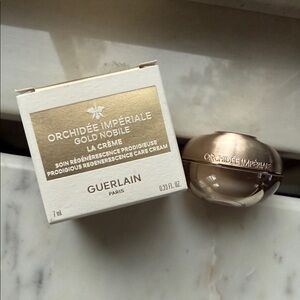 ORCHIDÉE IMPÉRIALE
GOLD NOBILE
LA CRÈME
SOIN RÉGÉNÉRESCENCE PRODIGIEUSE
PRODIGIOUS REGENERESCENCE CARE CREAM
GUERLAIN
PARIS
7 ml
0.23 FL. OZ.
ORCHIDÉE IMPÉRIALE